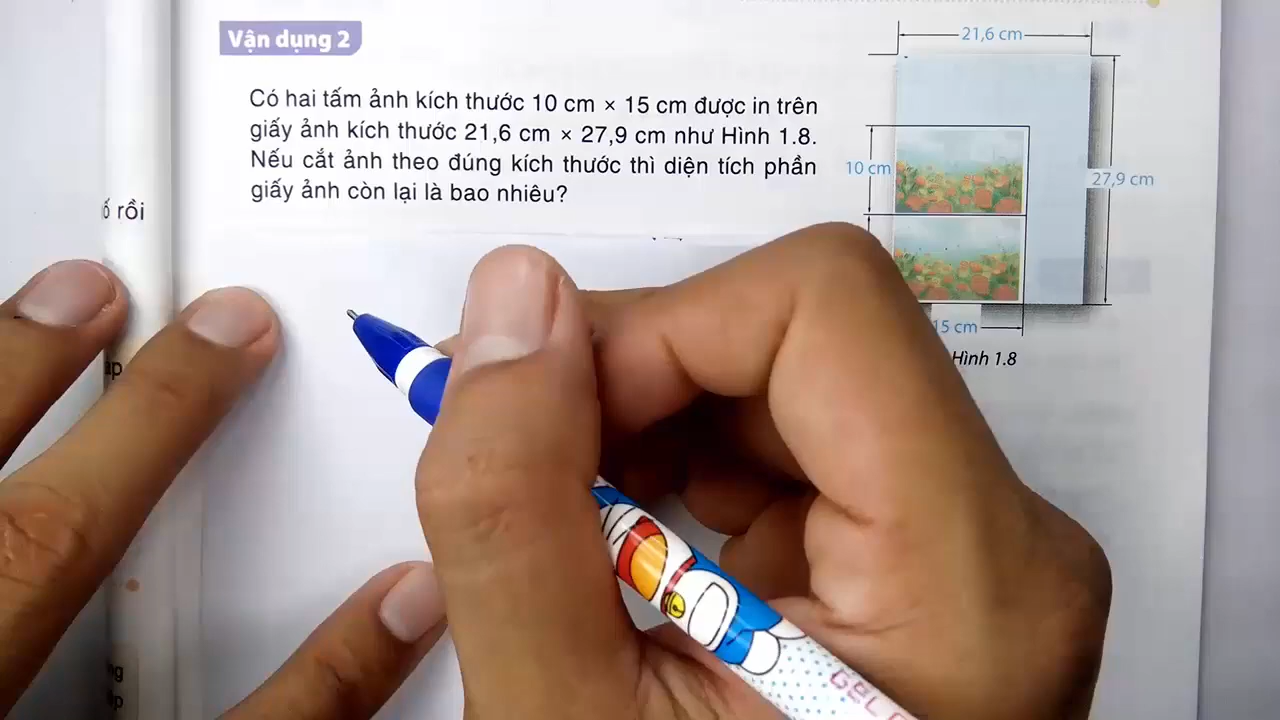 Vận dụng 2
Có hai tấm ảnh kích thước 10 cm × 15 cm được in trên
giấy ảnh kích thước 21,6 cm × 27,9 cm như Hình 1.8.
Nếu cắt ảnh theo đúng kích thước thì diện tích phần
giấy ảnh còn lại là bao nhiêu?
21,6 cm
10 cm
27,9 cm
15 cm
Hình 1.8
rồi